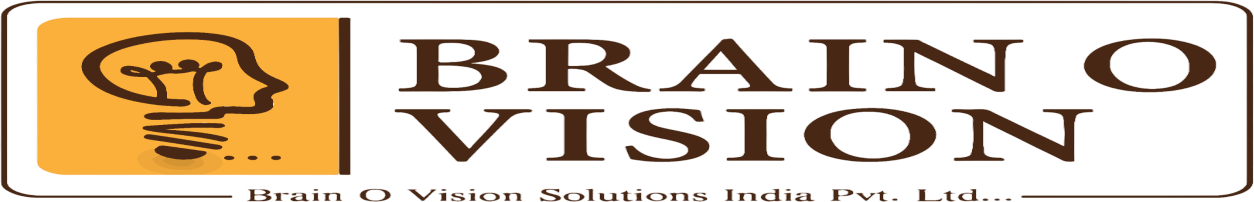 BRAIN O
VISION
Brain O Vision Solutions India Pvt. Ltd...